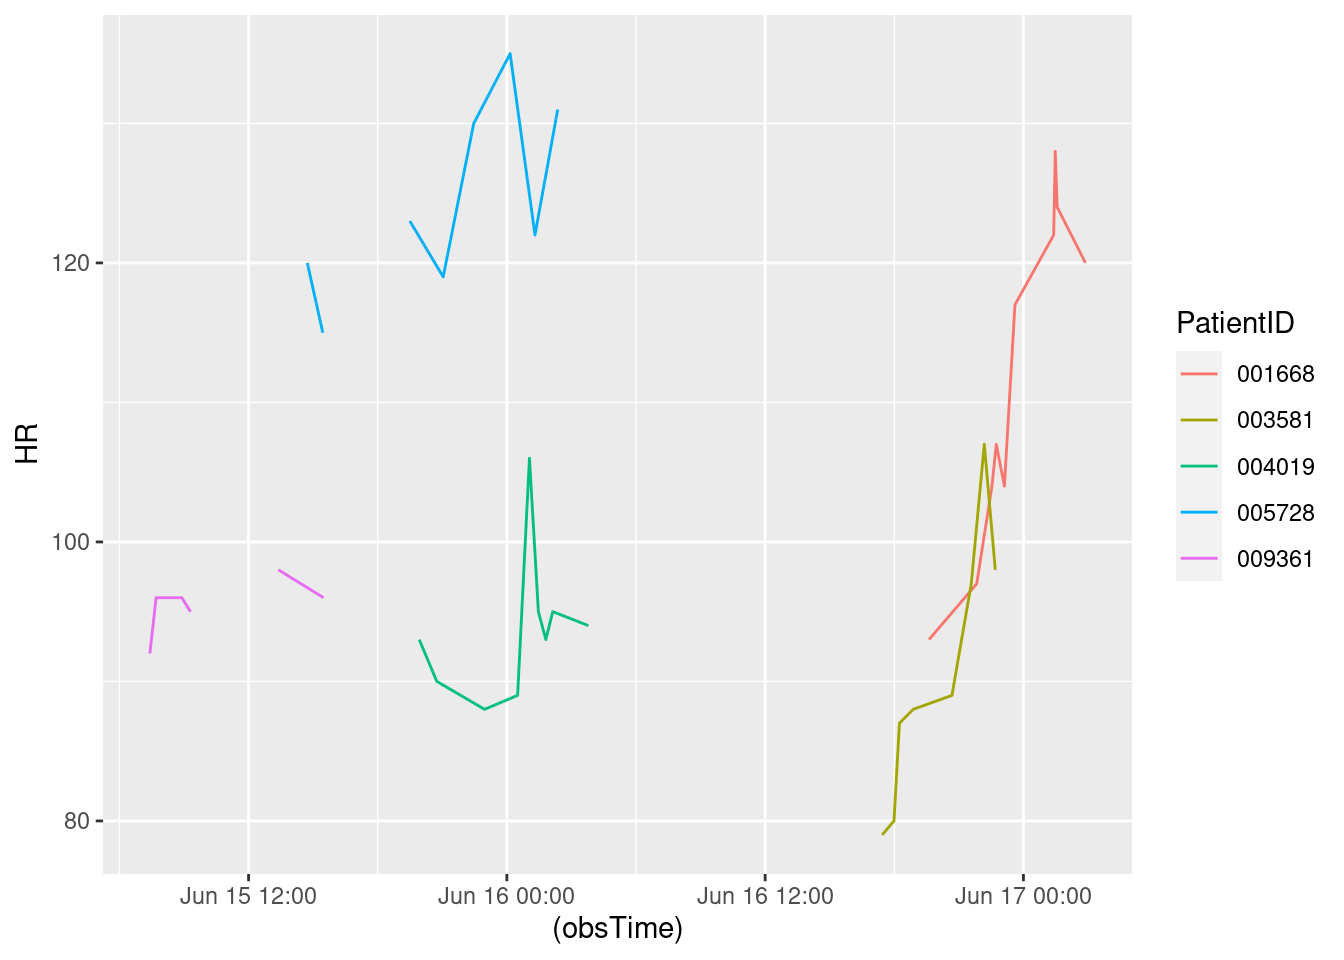 HR
120
100
80
Jun 15 12:00
Jun 16 00:00
Jun 16 12:00
Jun 17 00:00
(obsTime)
PatientID
001668
003581
004019
005728
009361